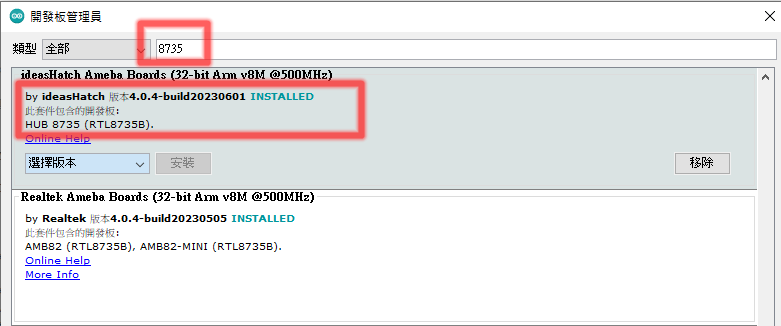 開發板管理員
類型 全部 8735
ideasHatch Ameba Boards (32-bit Arm v8M @500MHz)
by ideasHatch 版本4.0.4-build20230601 INSTALLED
此套件包含的開發板:
HUB 8735 (RTL8735B).
Online Help
選擇版本 安裝 移除
Realtek Ameba Boards (32-bit Arm v8M @500MHz)
by Realtek 版本4.0.4-build20230505 INSTALLED
此套件包含的開發板:
AMB82 (RTL8735B), AMB82-MINI (RTL8735B).
Online Help
More Info